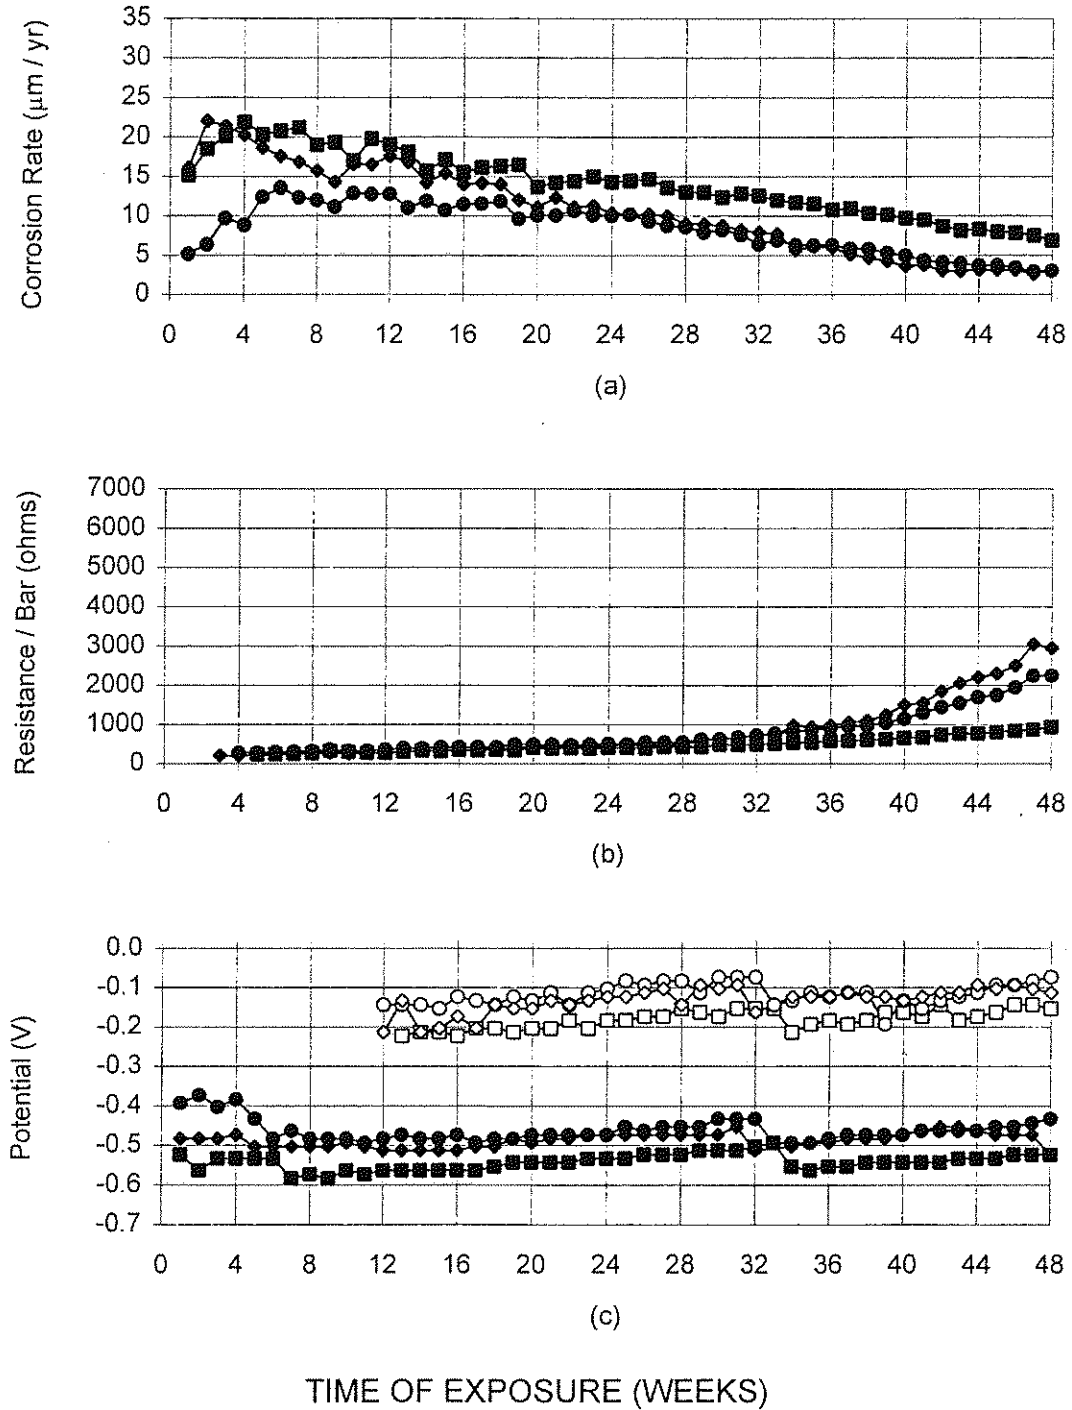 Corrosion Rate (μm / yr)
35
30
25
20
15
10
5
0
0 4 8 12 16 20 24 28 32 36 40 44 48
(a)
Resistance / Bar (ohms)
7000
6000
5000
4000
3000
2000
1000
0
0 4 8 12 16 20 24 28 32 36 40 44 48
(b)
Potential (V)
0.0
-0.1
-0.2
-0.3
-0.4
-0.5
-0.6
-0.7
0 4 8 12 16 20 24 28 32 36 40 44 48
(c)
TIME OF EXPOSURE (WEEKS)